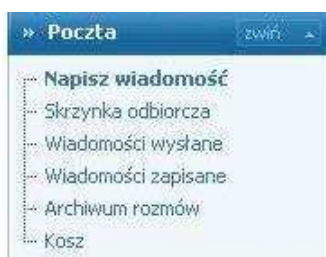 » Poczta zwiń
Napisz wiadomość
Skrzynka odbiorcza
Wiadomości wysłane
Wiadomości zapisane
Archiwum rozmów
Kosz